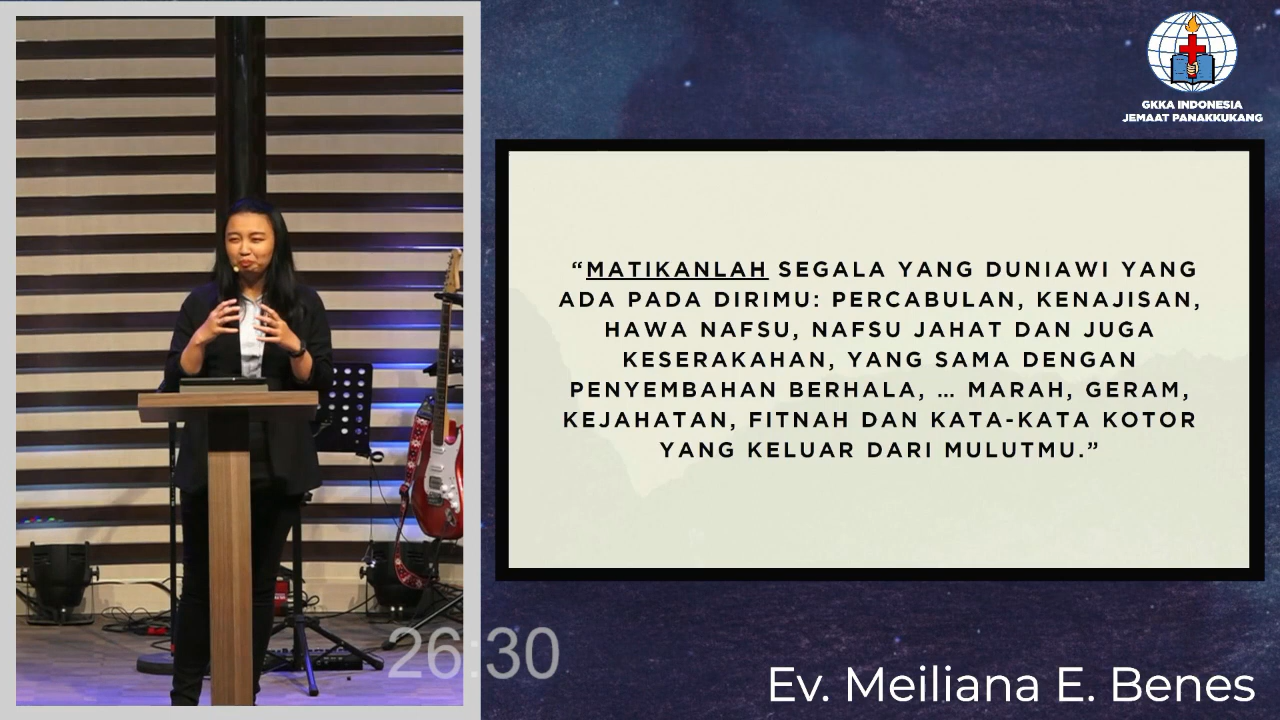 GKKA INDONESIA
JEMAAT PANAKKUKANG
“MATIKANLAH SEGALA YANG DUNIAWI YANG
ADA PADA DIRIMU: PERCABULAN, KENAJISAN,
HAWA NAFSU, NAFSU JAHAT DAN JUGA
KESERAKAHAN, YANG SAMA DENGAN
PENYEMBAHAN BERHALA, ... MARAH, GERAM,
KEJAHATAN, FITNAH DAN KATA-KATA KOTOR
YANG KELUAR DARI MULUTMU.”
26:30
Ev. Meiliana E. Benes